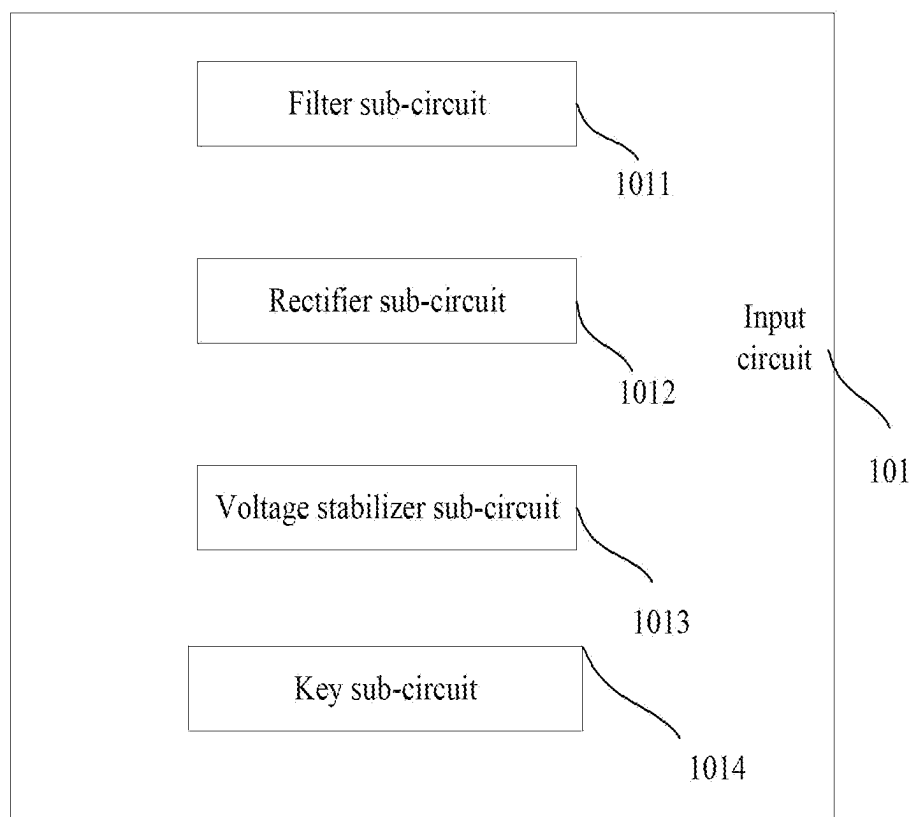 Filter sub-circuit
1011
Rectifier sub-circuit
Input
circuit
1012
101
Voltage stabilizer sub-circuit
1013
Key sub-circuit
1014